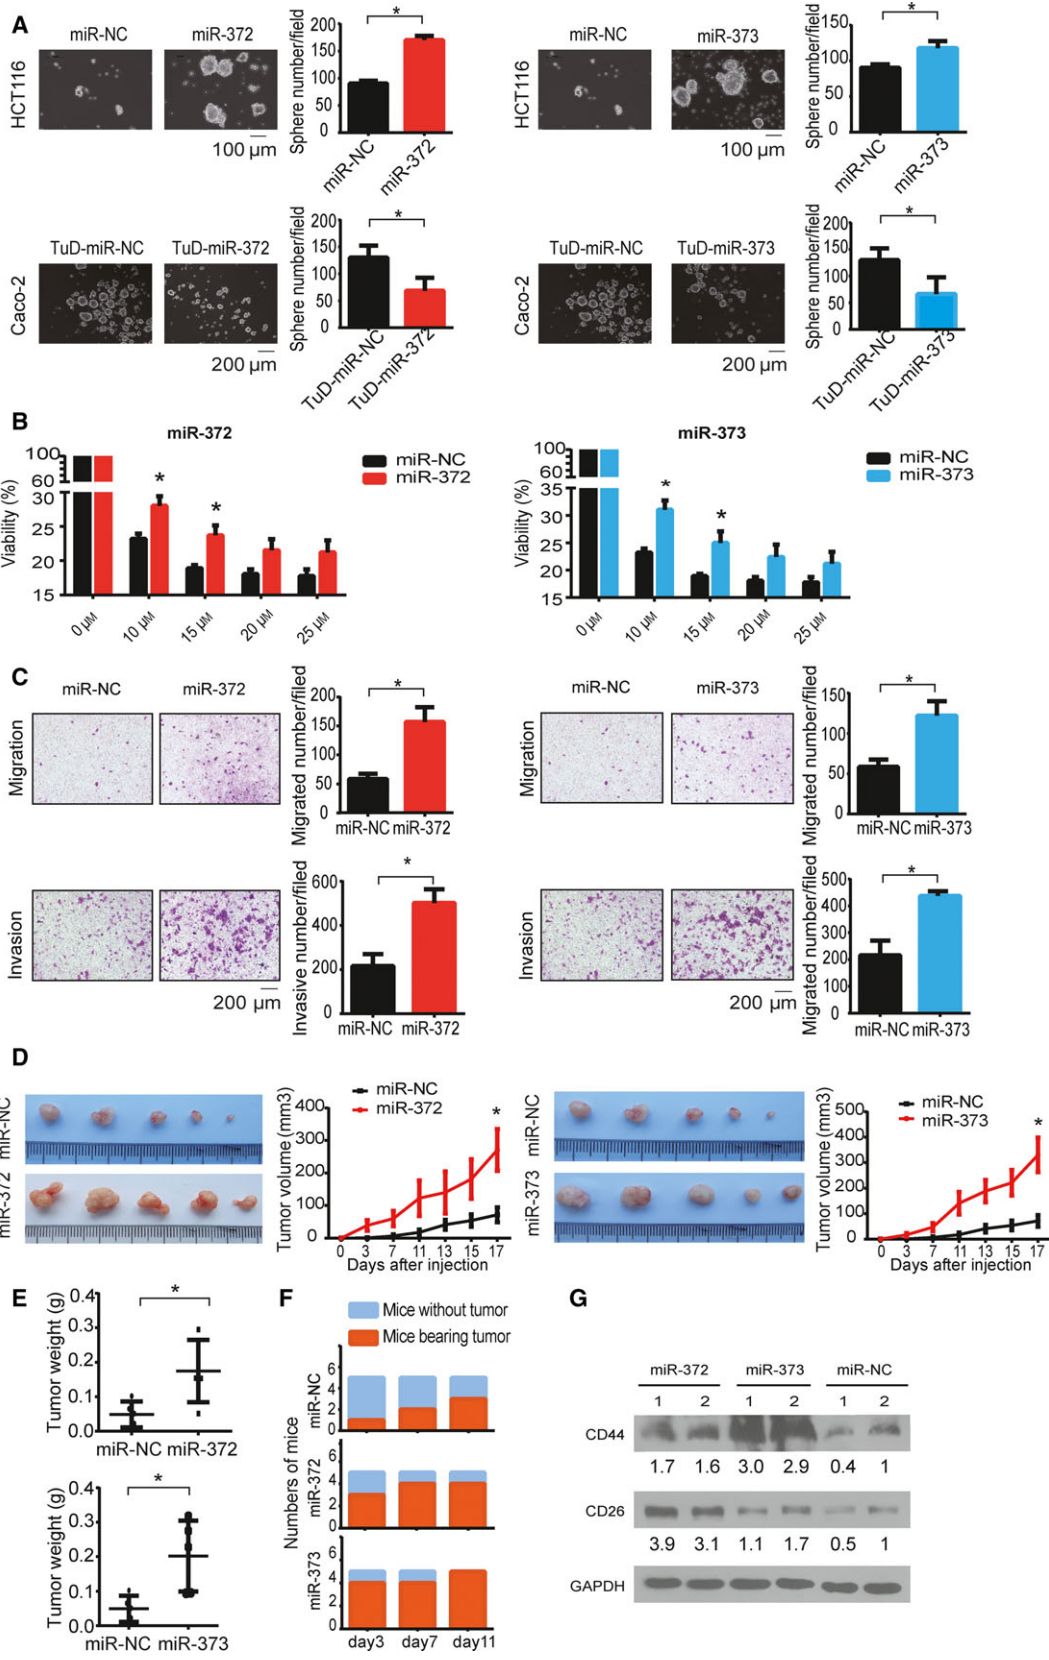 A
miR-NC miR-372
HCT116
100 µm
Sphere number/field
200
150
100
50
0
*
miR-NC
miR-372
miR-NC miR-373
HCT116
100 µm
Sphere number/field
150
100
50
0
*
miR-NC
miR-373
TuD-miR-NC TuD-miR-372
Caco-2
200 µm
Sphere number/field
200
150
100
50
0
*
TuD-miR-NC
TuD-miR-372
TuD-miR-NC TuD-miR-373
Caco-2
200 µm
Sphere number/field
200
150
100
50
0
*
TuD-miR-NC
TuD-miR-373
B
miR-372
Viability (%)
100
60
30
25
20
15
* *
0 µM 10 µM 15 µM 20 µM 25 µM
miR-NC
miR-372
miR-373
Viability (%)
100
60
35
30
25
20
15
* *
0 µM 10 µM 15 µM 20 µM 25 µM
miR-NC
miR-373
C
miR-NC miR-372
Migration
Migrated number/filed
200
150
100
50
0
*
miR-NC miR-372
miR-NC miR-373
Migration
Migrated number/filed
150
100
50
0
*
miR-NC miR-373
Invasion
200 µm
Invasive number/filed
600
400
200
0
*
miR-NC miR-372
Invasion
200 µm
Migrated number/filed
500
400
300
200
100
0
*
miR-NC miR-373
D
miR-NC
miR-372
Tumor volume (mm3)
miR-NC
miR-372
400
300
200
100
0
*
0 3 7 11 13 15 17
Days after injection
miR-NC
miR-373
Tumor volume (mm3)
miR-NC
miR-373
500
400
300
200
100
0
*
0 3 7 11 13 15 17
Days after injection
E
Tumor weight (g)
0.4
0.3
0.2
0.1
0.0
*
miR-NC miR-372
Tumor weight (g)
0.4
0.3
0.2
0.1
0.0
*
miR-NC miR-373
F
Mice without tumor
Mice bearing tumor
Numbers of mice
miR-NC
6
4
2
0
miR-372
6
4
2
0
miR-373
6
4
2
0
day3 day7 day11
G
miR-372 miR-373 miR-NC
1 2 1 2 1 2
CD44
1.7 1.6 3.0 2.9 0.4 1
CD26
3.9 3.1 1.1 1.7 0.5 1
GAPDH